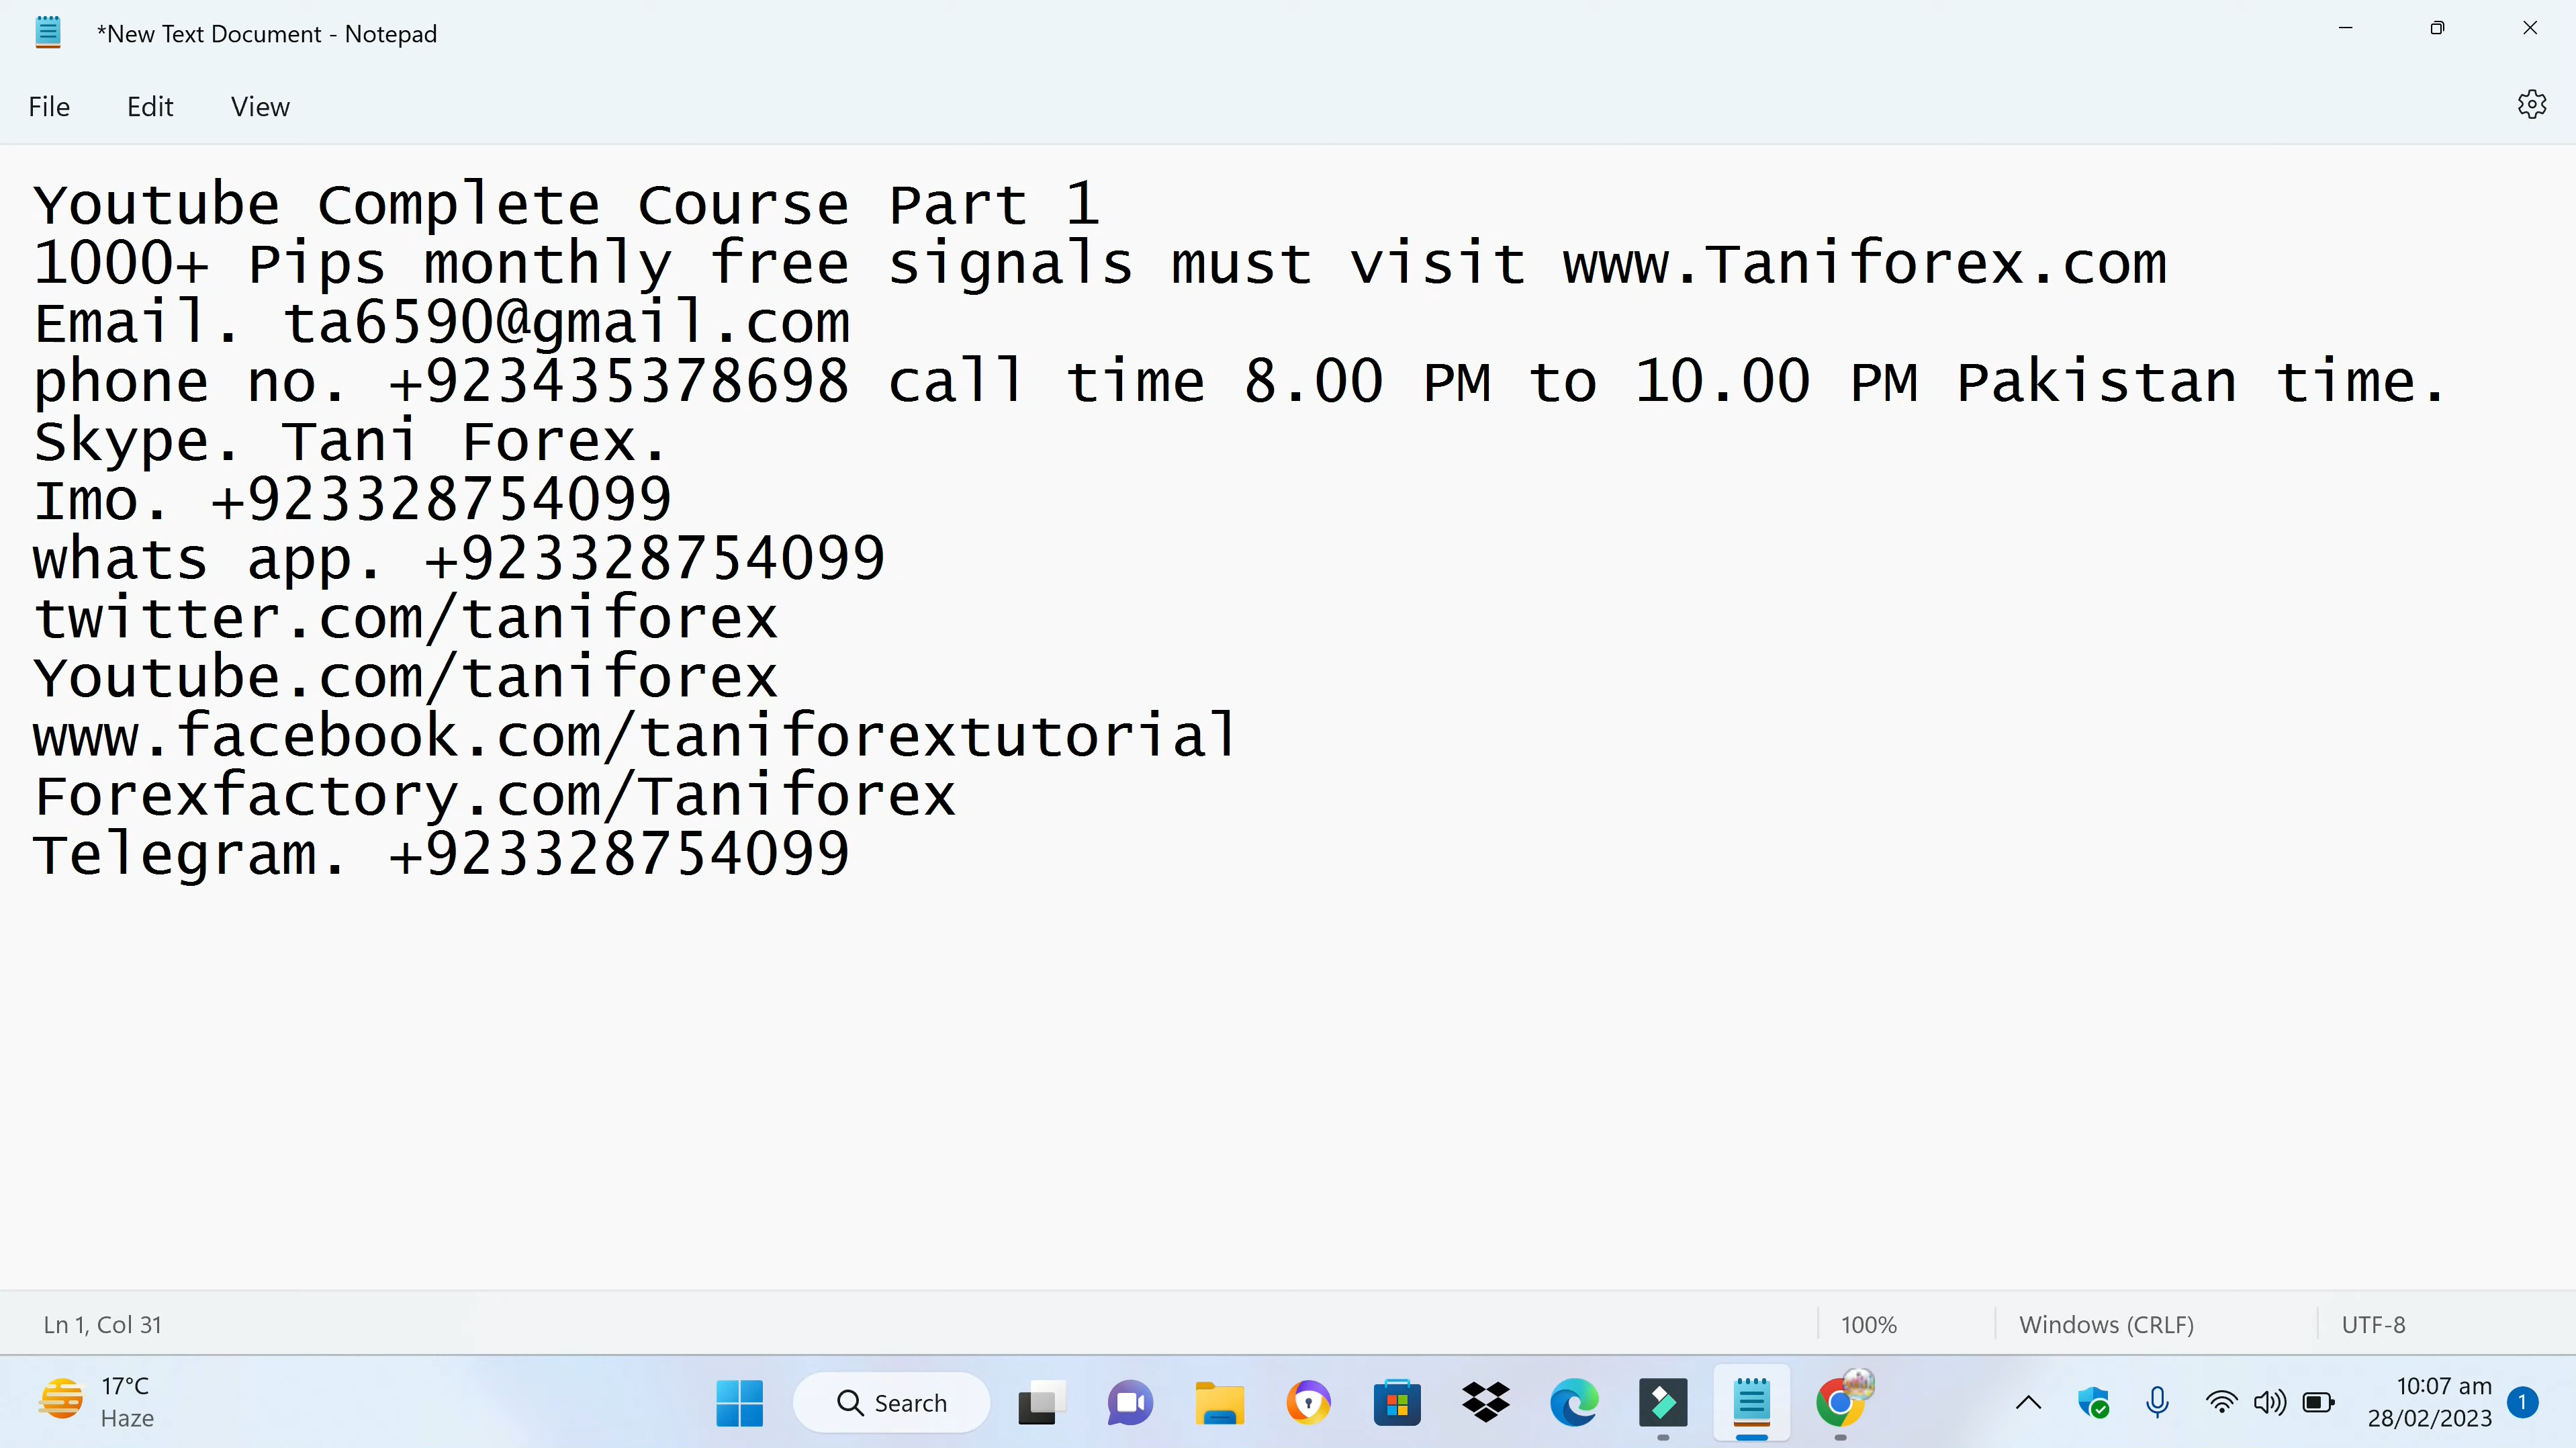 *New Text Document - Notepad
File Edit View
Youtube Complete Course Part 1
1000+ Pips monthly free signals must visit www.Taniforex.com
Email. ta6590@gmail.com
phone no. +923435378698 call time 8.00 PM to 10.00 PM Pakistan time.
Skype. Tani Forex.
Imo. +923328754099
whats app. +923328754099
twitter.com/taniforex
Youtube.com/taniforex
www.facebook.com/taniforextutorial
Forexfactory.com/Taniforex
Telegram. +923328754099
Ln 1, Col 31 100% Windows (CRLF) UTF-8
17°C
Haze
Search
10:07 am
28/02/2023
1